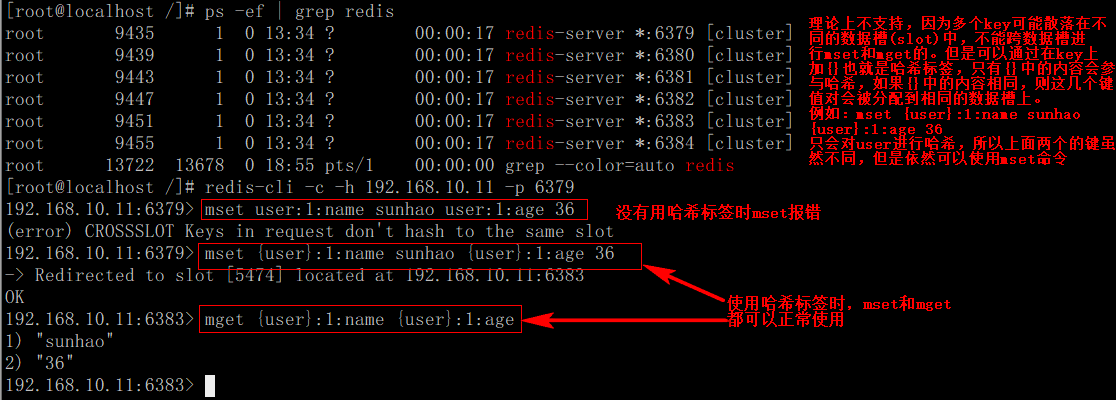 [root@localhost /]# ps -ef | grep redis
root 9435 1 0 13:34 ? 00:00:17 redis-server *:6379 [cluster]
root 9439 1 0 13:34 ? 00:00:17 redis-server *:6380 [cluster]
root 9443 1 0 13:34 ? 00:00:17 redis-server *:6381 [cluster]
root 9447 1 0 13:34 ? 00:00:17 redis-server *:6382 [cluster]
root 9451 1 0 13:34 ? 00:00:17 redis-server *:6383 [cluster]
root 9455 1 0 13:34 ? 00:00:17 redis-server *:6384 [cluster]
root 13722 13678 0 18:55 pts/1 00:00:00 grep --color=auto redis
[root@localhost /]# redis-cli -c -h 192.168.10.11 -p 6379
192.168.10.11:6379> mset user:1:name sunhao user:1:age 36
(error) CROSSSLOT Keys in request don't hash to the same slot
192.168.10.11:6379> mset {user}:1:name sunhao {user}:1:age 36
-> Redirected to slot [5474] located at 192.168.10.11:6383
OK
192.168.10.11:6383> mget {user}:1:name {user}:1:age
1) "sunhao"
2) "36"
192.168.10.11:6383>
理论上不支持，因为多个key可能散落在不
同的数据槽(slot)中，不能跨数据槽进
行mset和mget的。但是可以通过在key上
加{}也就是哈希标签，只有{}中的内容会参
与哈希，如果{}中的内容相同，则这几个键
值对会被分配到相同的数据槽上。
例如：mset {user}:1:name sunhao
{user}:1:age 36
只会对user进行哈希，所以上面两个的键虽
然不同，但是依然可以使用mset命令
没有用哈希标签时mset报错
使用哈希标签时，mset和mget
都可以正常使用